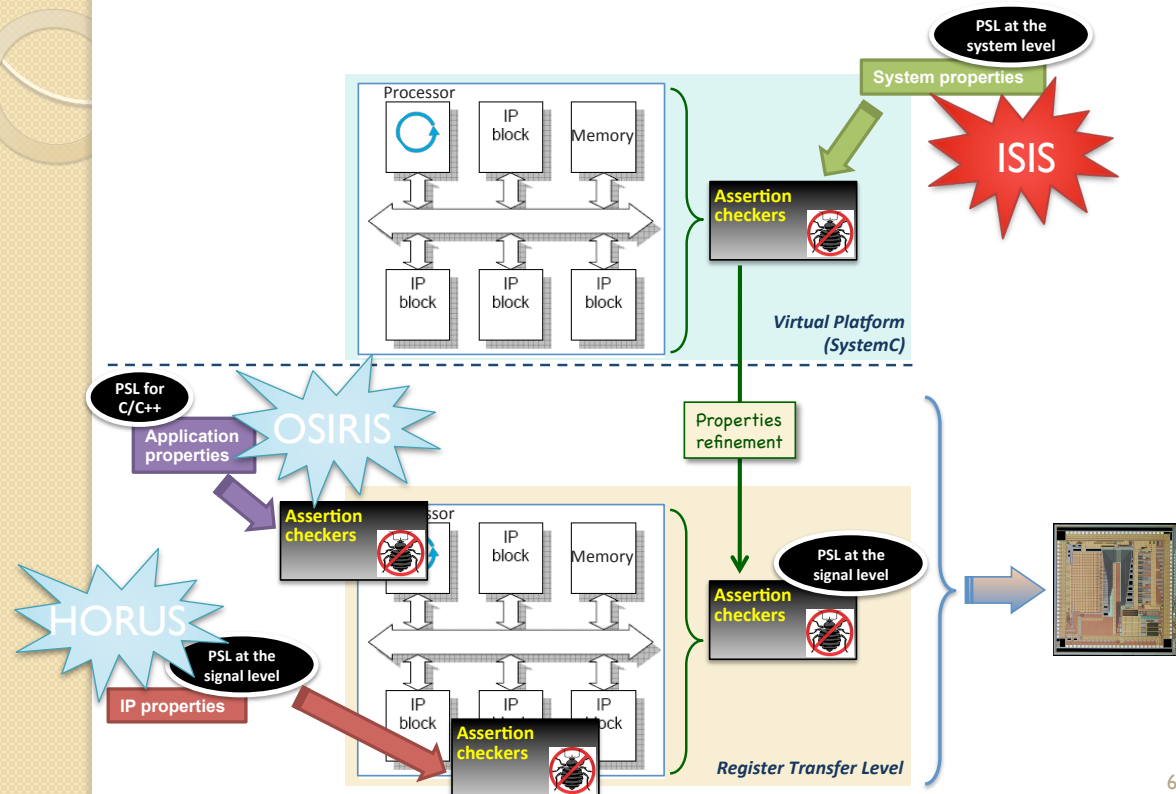 PSL at the
system level
System properties
ISIS
Processor
IP
block
Memory
Assertion
checkers
IP
block
IP
block
IP
block
Virtual Platform
(SystemC)
PSL for
C/C++
OSIRIS
Application
properties
Properties
refinement
Assertion
checkers
ssor
IP
block
Memory
PSL at the
signal level
Assertion
checkers
HORUS
PSL at the
signal level
IP properties
IP
block
IP
IP
block
Assertion
checkers
Register Transfer Level
6